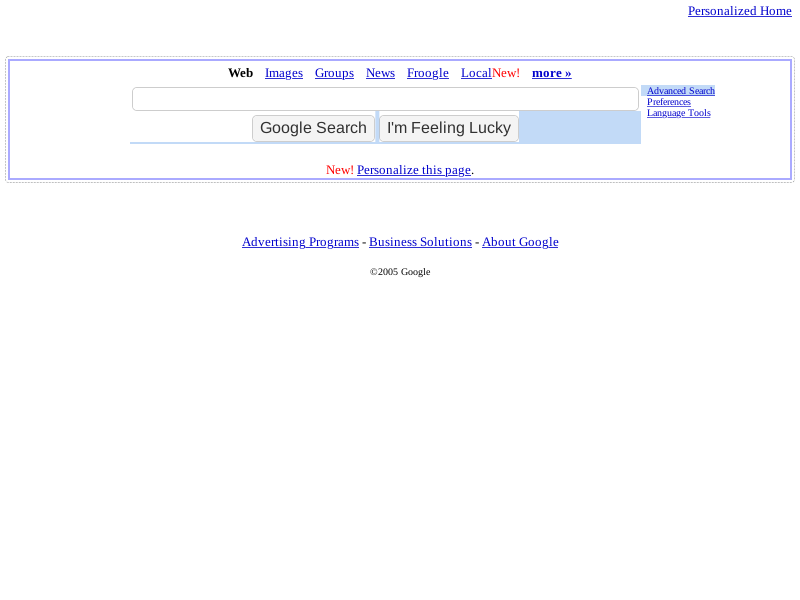 Personalized Home
Web Images Groups News Froogle LocalNew! more »
Advanced Search
Preferences
Language Tools
Google Search I'm Feeling Lucky
New! Personalize this page.
Advertising Programs - Business Solutions - About Google
©2005 Google